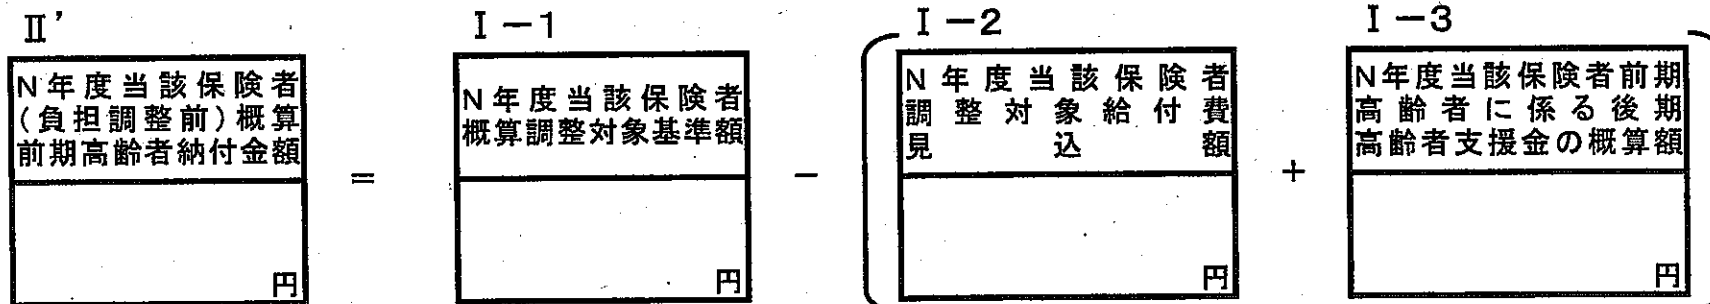 Ⅱ’
Ⅰ－1
Ⅰ－2
Ⅰ－3
N年度当該保険者
(負担調整前)概算
前期高齢者納付金額
円
=
N年度当該保険者
概算調整対象基準額
円
－
(
N年度当該保険者
調整対象給付費
見込額
円
+
N年度当該保険者前期
高齢者に係る後期
高齢者支援金の概算額
円
)